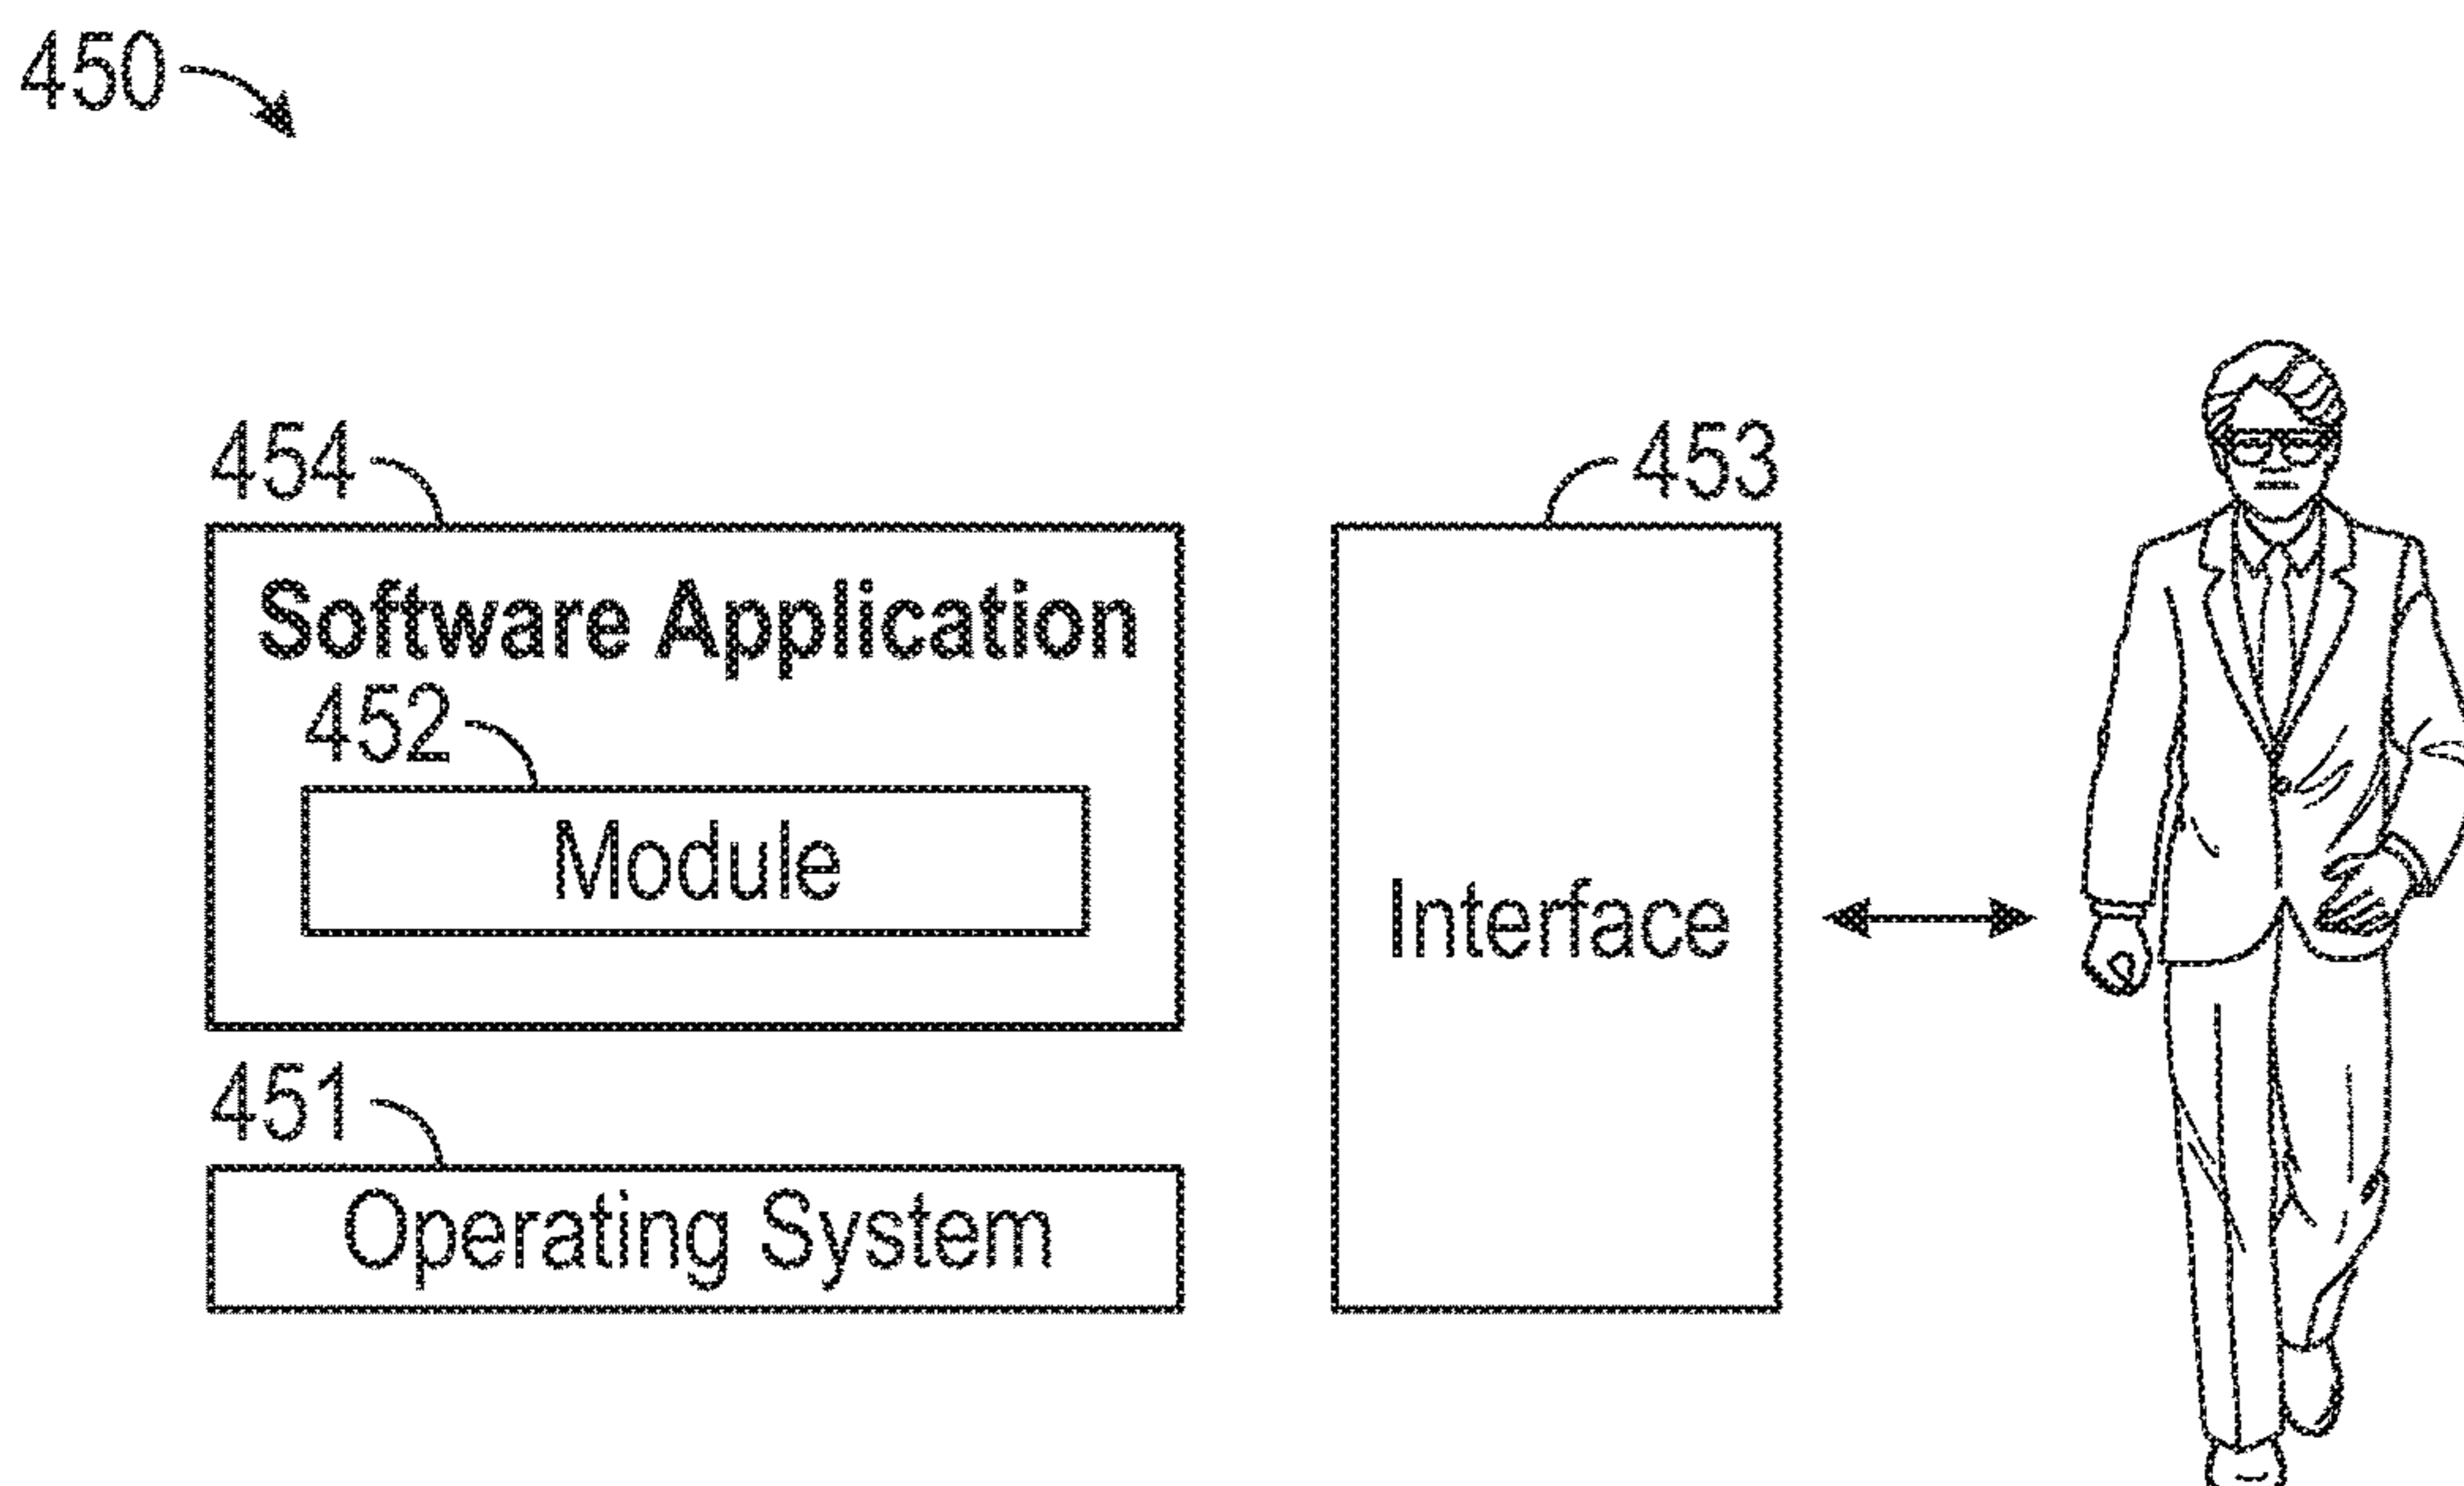 450
454
453
Software Application
452
Module
Interface
451
Operating System